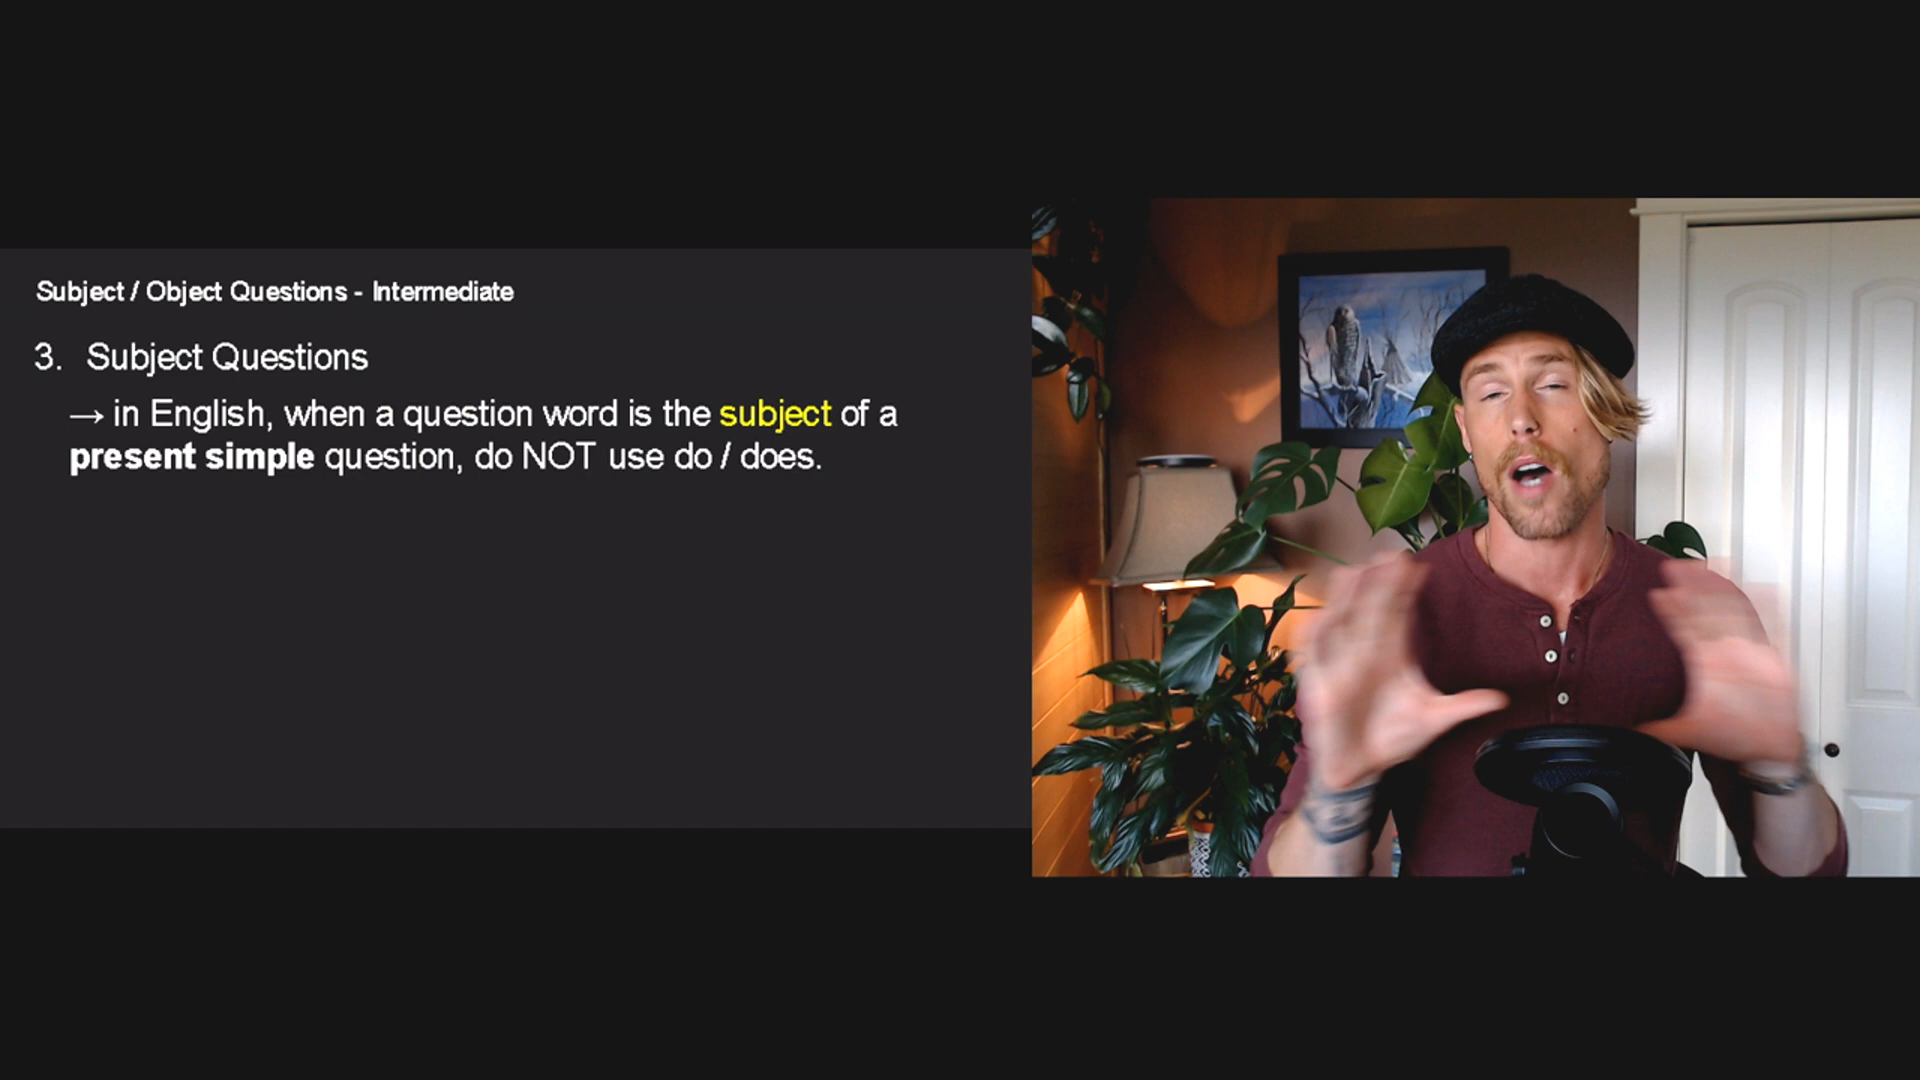 Subject / Object Questions - Intermediate
3. Subject Questions
→ in English, when a question word is the subject of a
present simple question, do NOT use do / does.